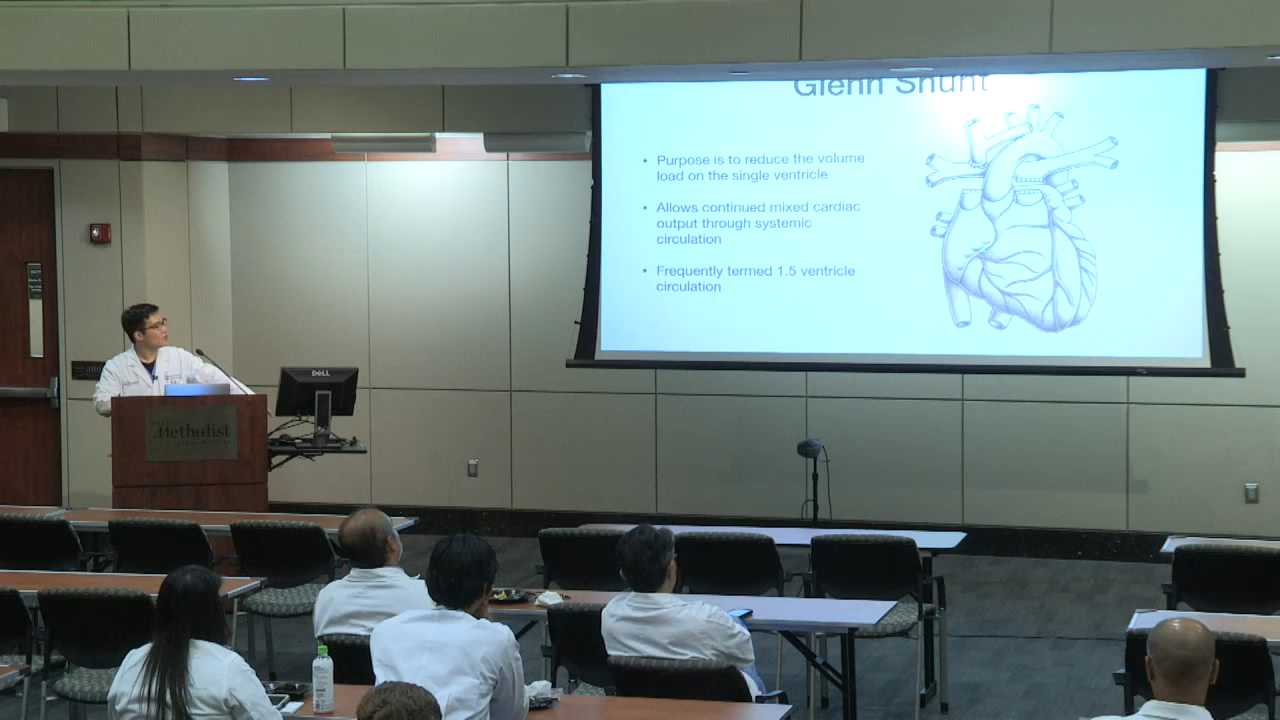 Glenn Shunt
• Purpose is to reduce the volume
load on the single ventricle
• Allows continued mixed cardiac
output through systemic
circulation
• Frequently termed 1.5 ventricle
circulation
DELL
Methodist